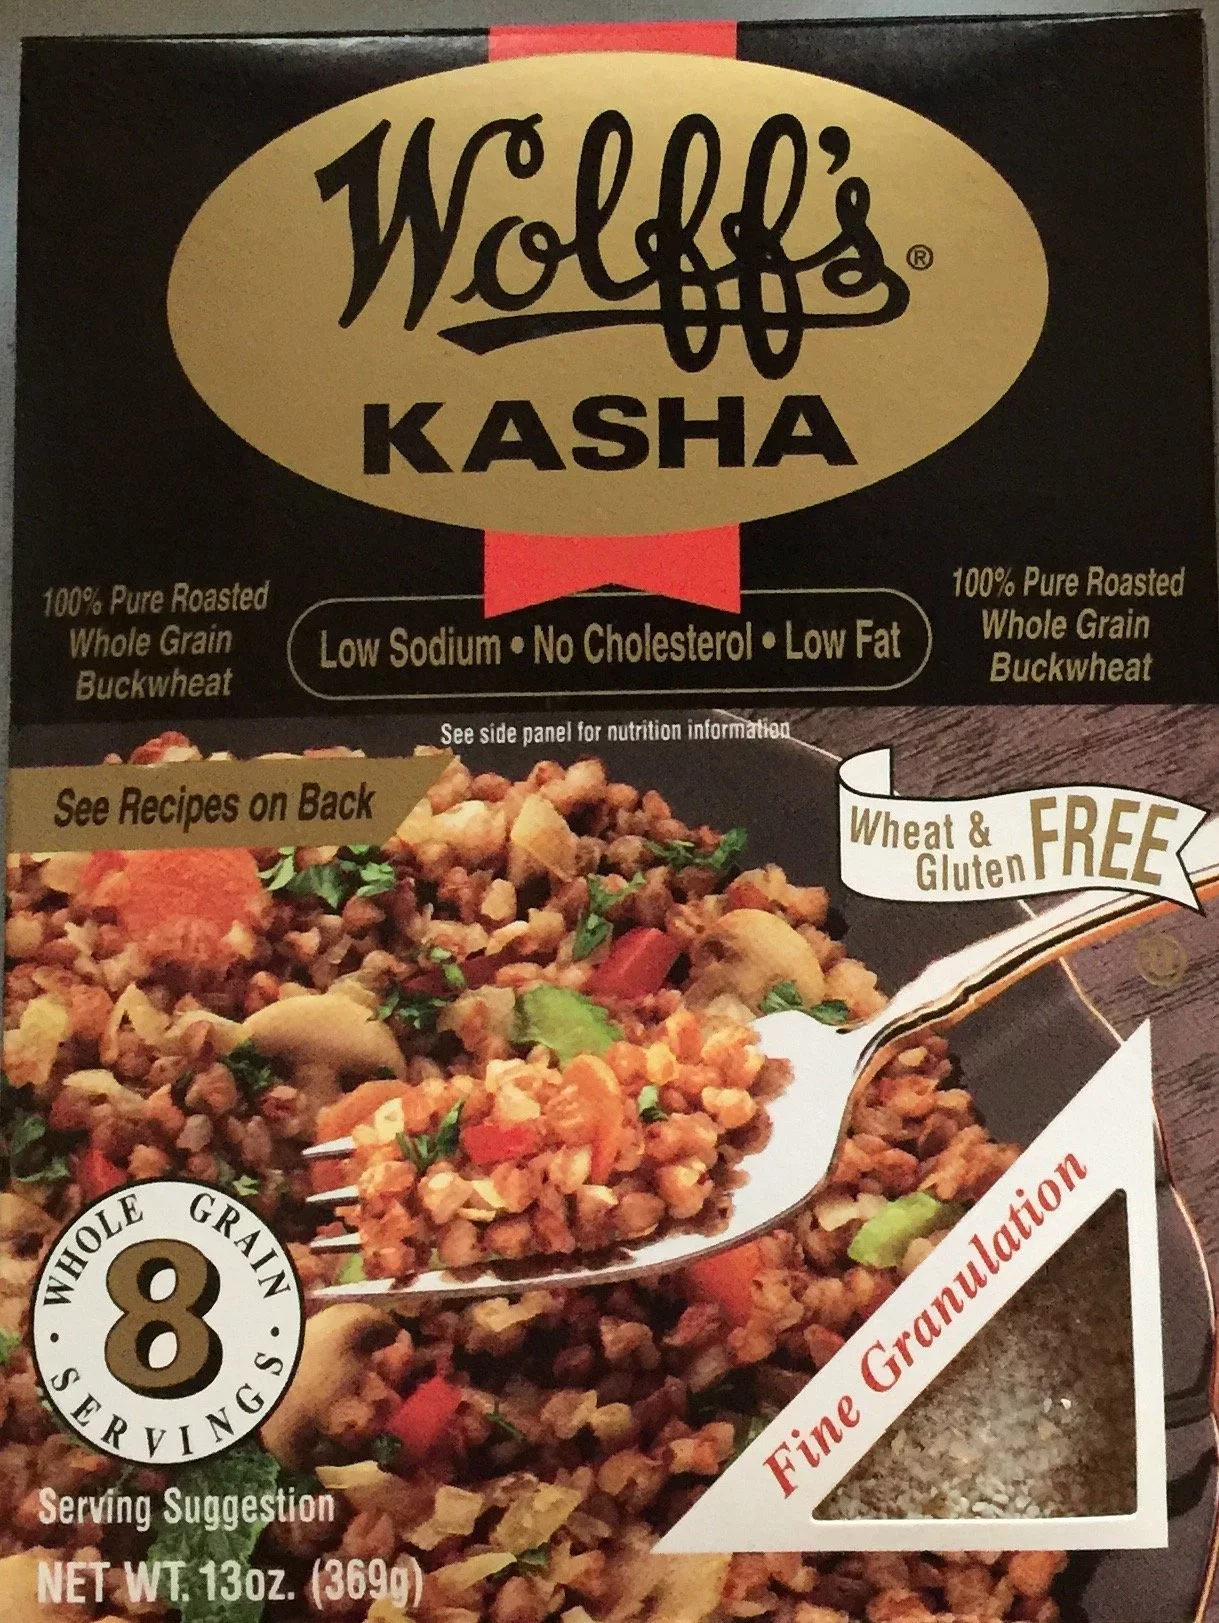 Wolff's®
KASHA
100% Pure Roasted
Whole Grain
Buckwheat
Low Sodium • No Cholesterol • Low Fat
100% Pure Roasted
Whole Grain
Buckwheat
See side panel for nutrition information
See Recipes on Back
Wheat &
Gluten FREE
Fine Granulation
WHOLE GRAIN
8
• SERVINGS •
Serving Suggestion
NET WT. 13oz. (369g)